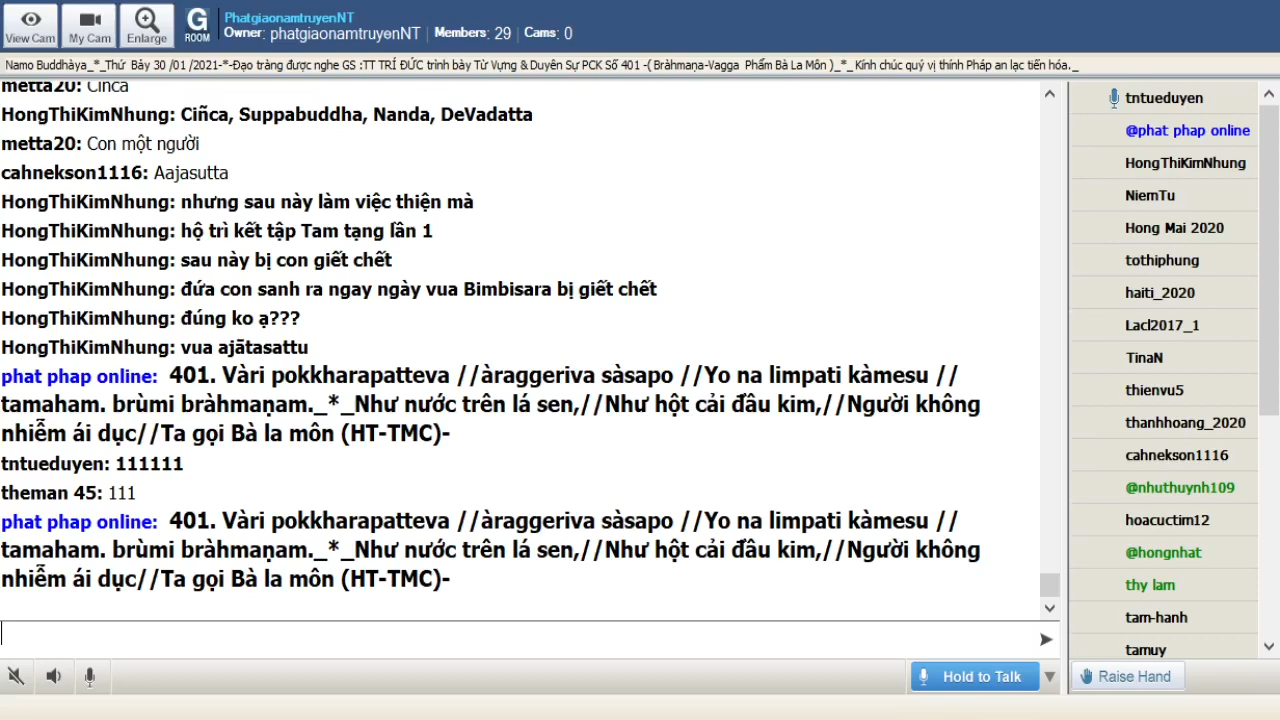 View Cam
My Cam
Enlarge
G
ROOM
PhatgiaonamtruyenNT
Owner: phatgiaonamtruyenNT | Members: 29 | Cams: 0
Namo Buddhàya_*_Thứ Bảy 30 /01 /2021-*-Đạo tràng được nghe GS :TT TRÍ ĐỨC trình bày Từ Vựng & Duyên Sự PCK Số 401 -( Bràhmaṇa-Vagga Phẩm Bà La Môn )_*_ Kính chúc quý vị thính Pháp an lạc tiến hóa._
metta20: Cinca
HongThiKimNhung: Ciñca, Suppabuddha, Nanda, DeVadatta
metta20: Con một người
cahnekson1116: Aajasutta
HongThiKimNhung: nhưng sau này làm việc thiện mà
HongThiKimNhung: hộ trì kết tập Tam tạng lần 1
HongThiKimNhung: sau này bị con giết chết
HongThiKimNhung: đứa con sanh ra ngay ngày vua Bimbisara bị giết chết
HongThiKimNhung: đúng ko ạ???
HongThiKimNhung: vua ajātasattu
phat phap online: 401. Vàri pokkharapatteva //àraggeriva sàsapo //Yo na limpati kàmesu //
tamaham. brùmi bràhmaṇam._*_Như nước trên lá sen,//Như hột cải đầu kim,//Người không
nhiễm ái dục//Ta gọi Bà la môn (HT-TMC)-
tntueduyen: 111111
theman 45: 111
phat phap online: 401. Vàri pokkharapatteva //àraggeriva sàsapo //Yo na limpati kàmesu //
tamaham. brùmi bràhmaṇam._*_Như nước trên lá sen,//Như hột cải đầu kim,//Người không
nhiễm ái dục//Ta gọi Bà la môn (HT-TMC)-
Hold to Talk
tntueduyen
@phat phap online
HongThiKimNhung
NiemTu
Hong Mai 2020
tothiphung
haiti_2020
Lacl2017_1
TinaN
thienvu5
thanhhoang_2020
cahnekson1116
@nhuthuynh109
hoacuctim12
@hongnhat
thy lam
tam-hanh
tamuy
Raise Hand